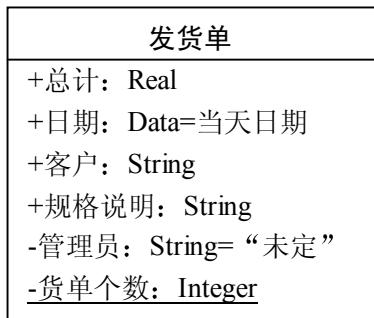 发货单
+总计：Real
+日期：Data=当天日期
+客户：String
+规格说明：String
-管理员：String=“未定”
-货单个数：Integer